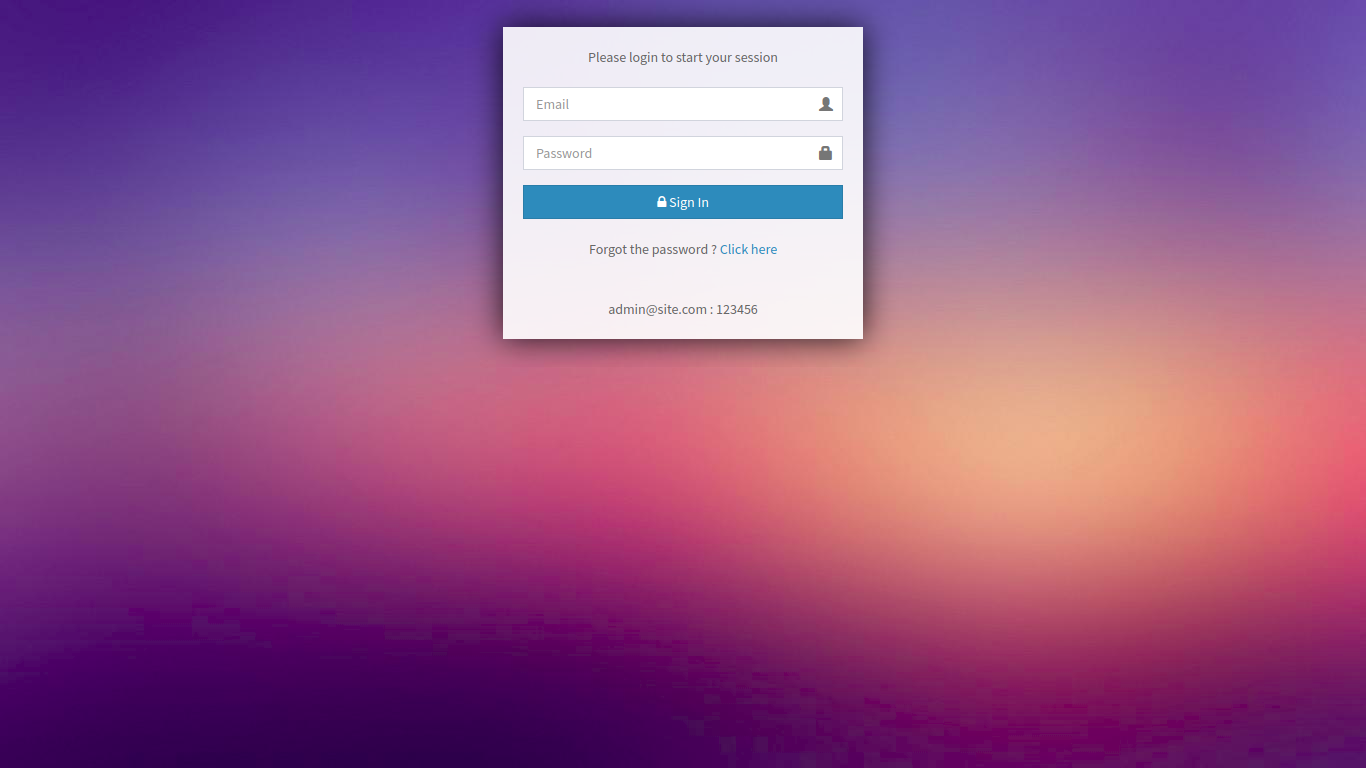 Please login to start your session
Email
Password
Sign In
Forgot the password ? Click here
admin@site.com : 123456